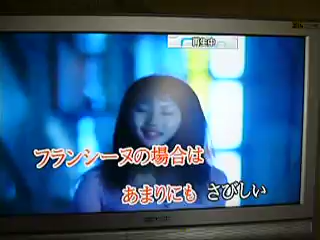 再生中
フランシーヌの場合は
あまりにも さびしい